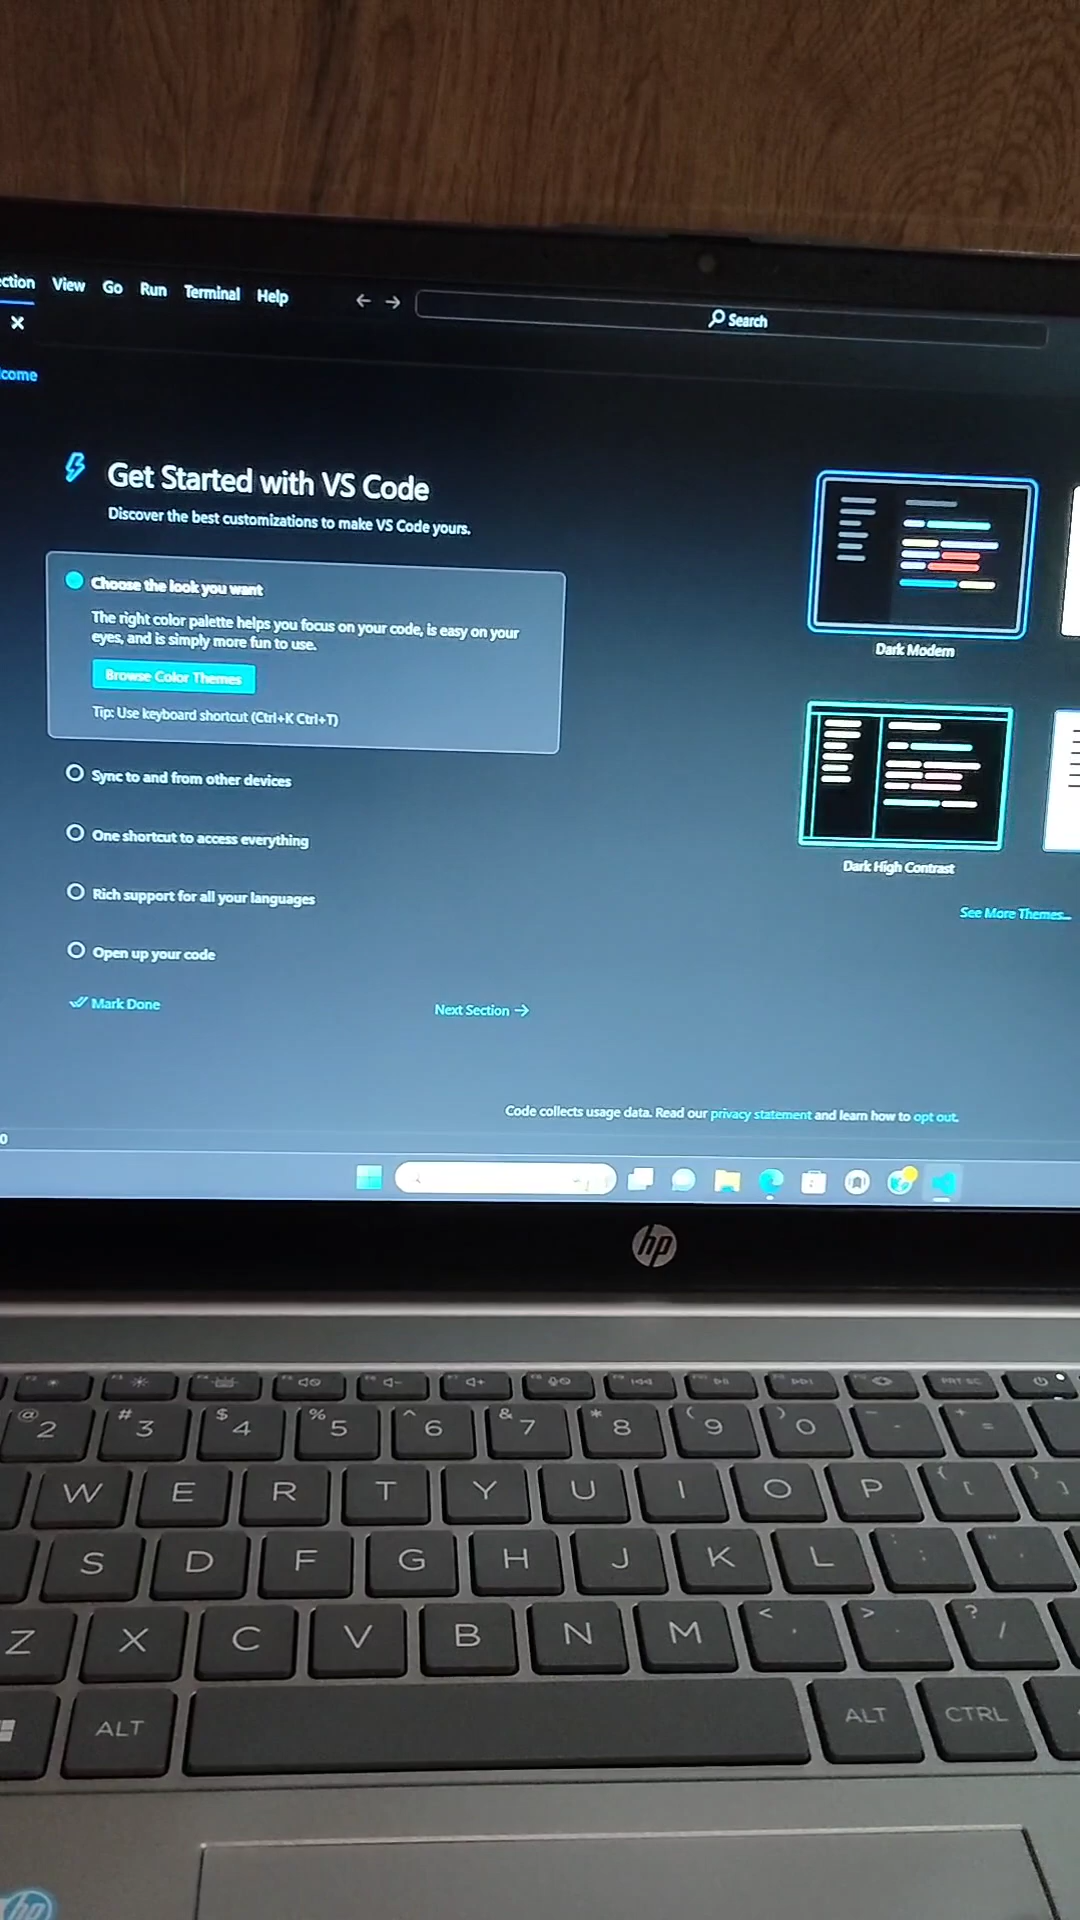 ection View Go Run Terminal Help
Search
lcome
Get Started with VS Code
Discover the best customizations to make VS Code yours.
Choose the look you want
The right color palette helps you focus on your code, is easy on your
eyes, and is simply more fun to use.
Browse Color Themes
Tip: Use keyboard shortcut (Ctrl+K Ctrl+T)
Sync to and from other devices
One shortcut to access everything
Rich support for all your languages
Open up your code
Mark Done
Next Section
Dark Modern
Dark High Contrast
See More Themes...
Code collects usage data. Read our privacy statement and learn how to opt out.
0
hp
PRT SC
@ 2 # 3 $ 4 % 5 ^ 6 & 7 * 8 ( 9 ) 0 _ - + =
W E R T Y U I O P { [ } ]
S D F G H J K L : ; "
Z X C V B N M < , > . ? /
ALT ALT CTRL
hp